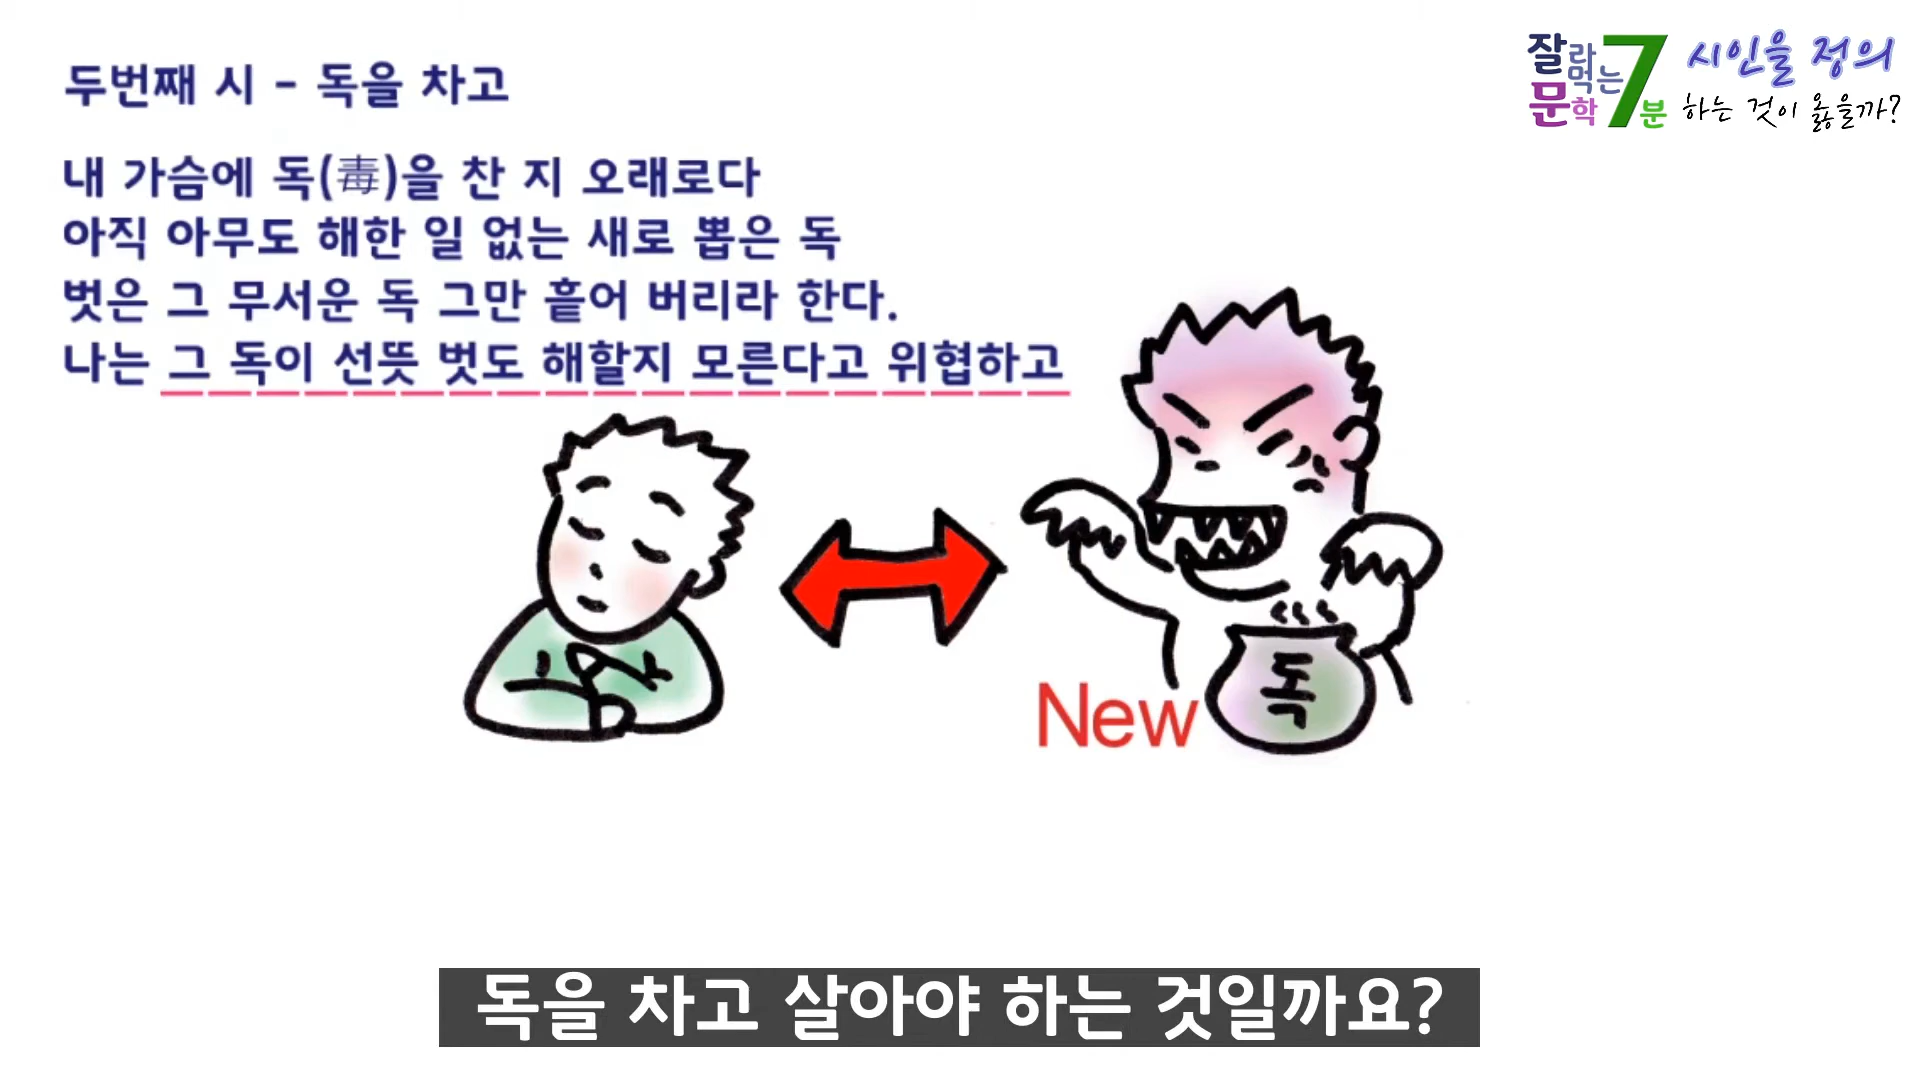 두번째 시 - 독을 차고
내 가슴에 독(毒)을 찬 지 오래로다
아직 아무도 해한 일 없는 새로 뽑은 독
벗은 그 무서운 독 그만 흩어 버리라 한다.
나는 그 독이 선뜻 벗도 해할지 모른다고 위협하고
잘라먹는
문학7분
시인을 정의
하는 것이 옳을까?
New
독
독을 차고 살아야 하는 것일까요?